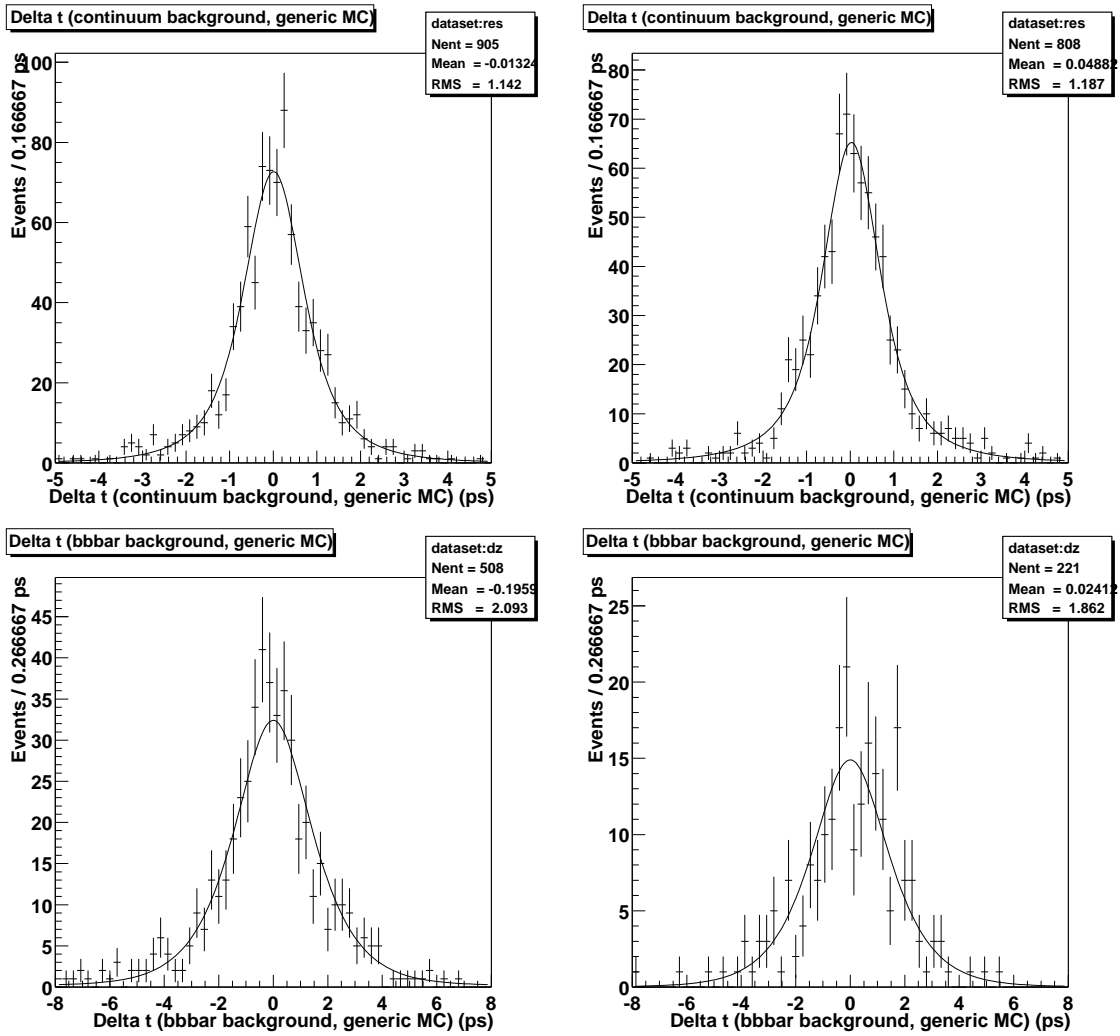 Delta t (continuum background, generic MC)
dataset:res
Nent = 905
Mean = -0.01324
RMS = 1.142
Events / 0.166667 ps
100
80
60
40
20
0
-5 -4 -3 -2 -1 0 1 2 3 4 5
Delta t (continuum background, generic MC) (ps)
Delta t (continuum background, generic MC)
dataset:res
Nent = 808
Mean = 0.04882
RMS = 1.187
Events / 0.166667 ps
80
70
60
50
40
30
20
10
0
-5 -4 -3 -2 -1 0 1 2 3 4 5
Delta t (continuum background, generic MC) (ps)
Delta t (bbbar background, generic MC)
dataset:dz
Nent = 508
Mean = -0.1959
RMS = 2.093
Events / 0.266667 ps
45
40
35
30
25
20
15
10
5
0
-8 -6 -4 -2 0 2 4 6 8
Delta t (bbbar background, generic MC) (ps)
Delta t (bbbar background, generic MC)
dataset:dz
Nent = 221
Mean = 0.02412
RMS = 1.862
Events / 0.266667 ps
25
20
15
10
5
0
-8 -6 -4 -2 0 2 4 6 8
Delta t (bbbar background, generic MC) (ps)